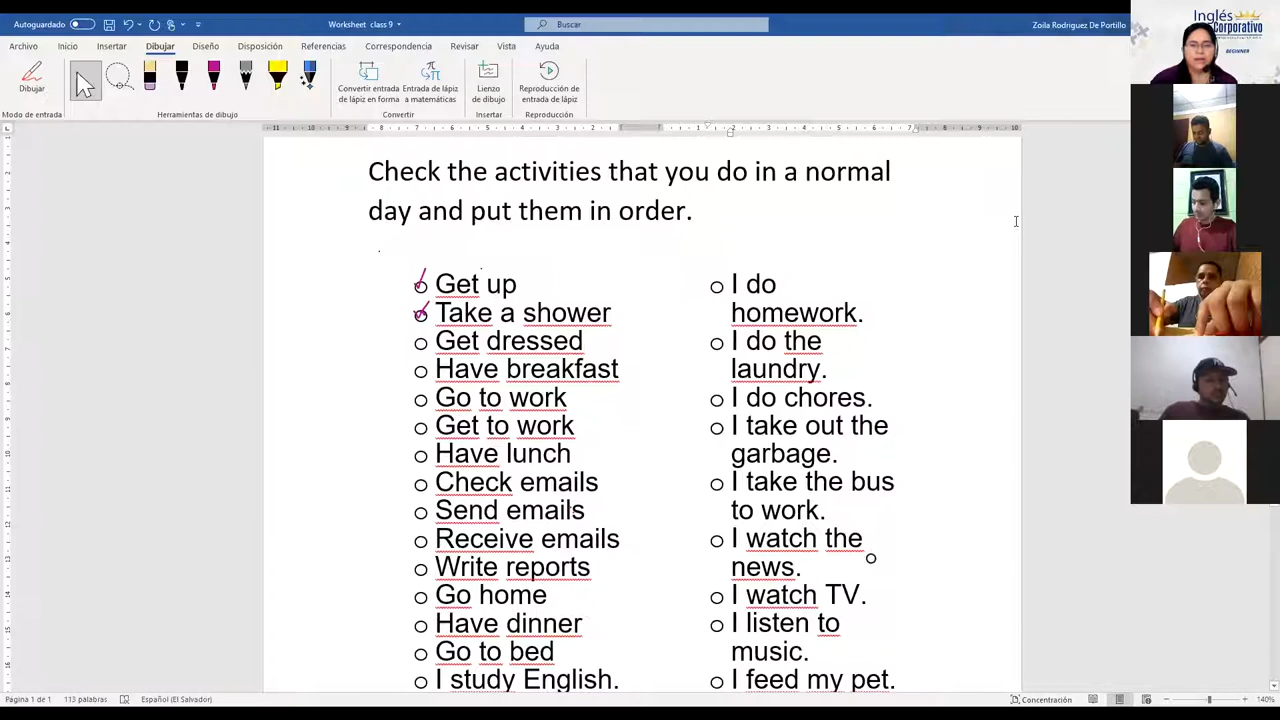 Autoguardado
Worksheet class 9
Buscar
Zoila Rodriguez De Portillo
Archivo Inicio Insertar Dibujar Diseño Disposición Referencias Correspondencia Revisar Vista Ayuda
Dibujar
Convertir entrada de lápiz en forma
Entrada de lápiz a matemáticas
Lienzo de dibujo
Reproducción de entrada de lápiz
Modo de entrada
Herramientas de dibujo
Convertir
Insertar
Reproducción
Inglés
Corporativo
BEGINNER
Check the activities that you do in a normal
day and put them in order.
Get up
Take a shower
Get dressed
Have breakfast
Go to work
Get to work
Have lunch
Check emails
Send emails
Receive emails
Write reports
Go home
Have dinner
Go to bed
I study English.
I do
homework.
I do the
laundry.
I do chores.
I take out the
garbage.
I take the bus
to work.
I watch the
news.
I watch TV.
I listen to
music.
I feed my pet.
Página 1 de 1 113 palabras Español (El Salvador)
Concentración
140%